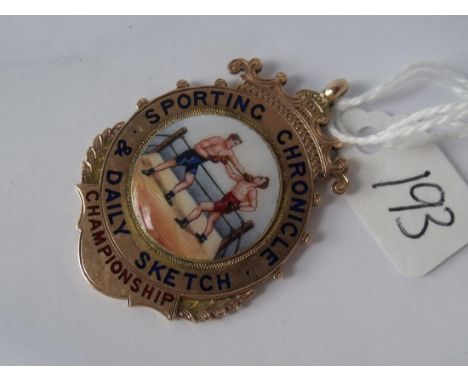 SPORTING CHRONICLE
& DAILY SKETCH
CHAMPIONSHIP
193